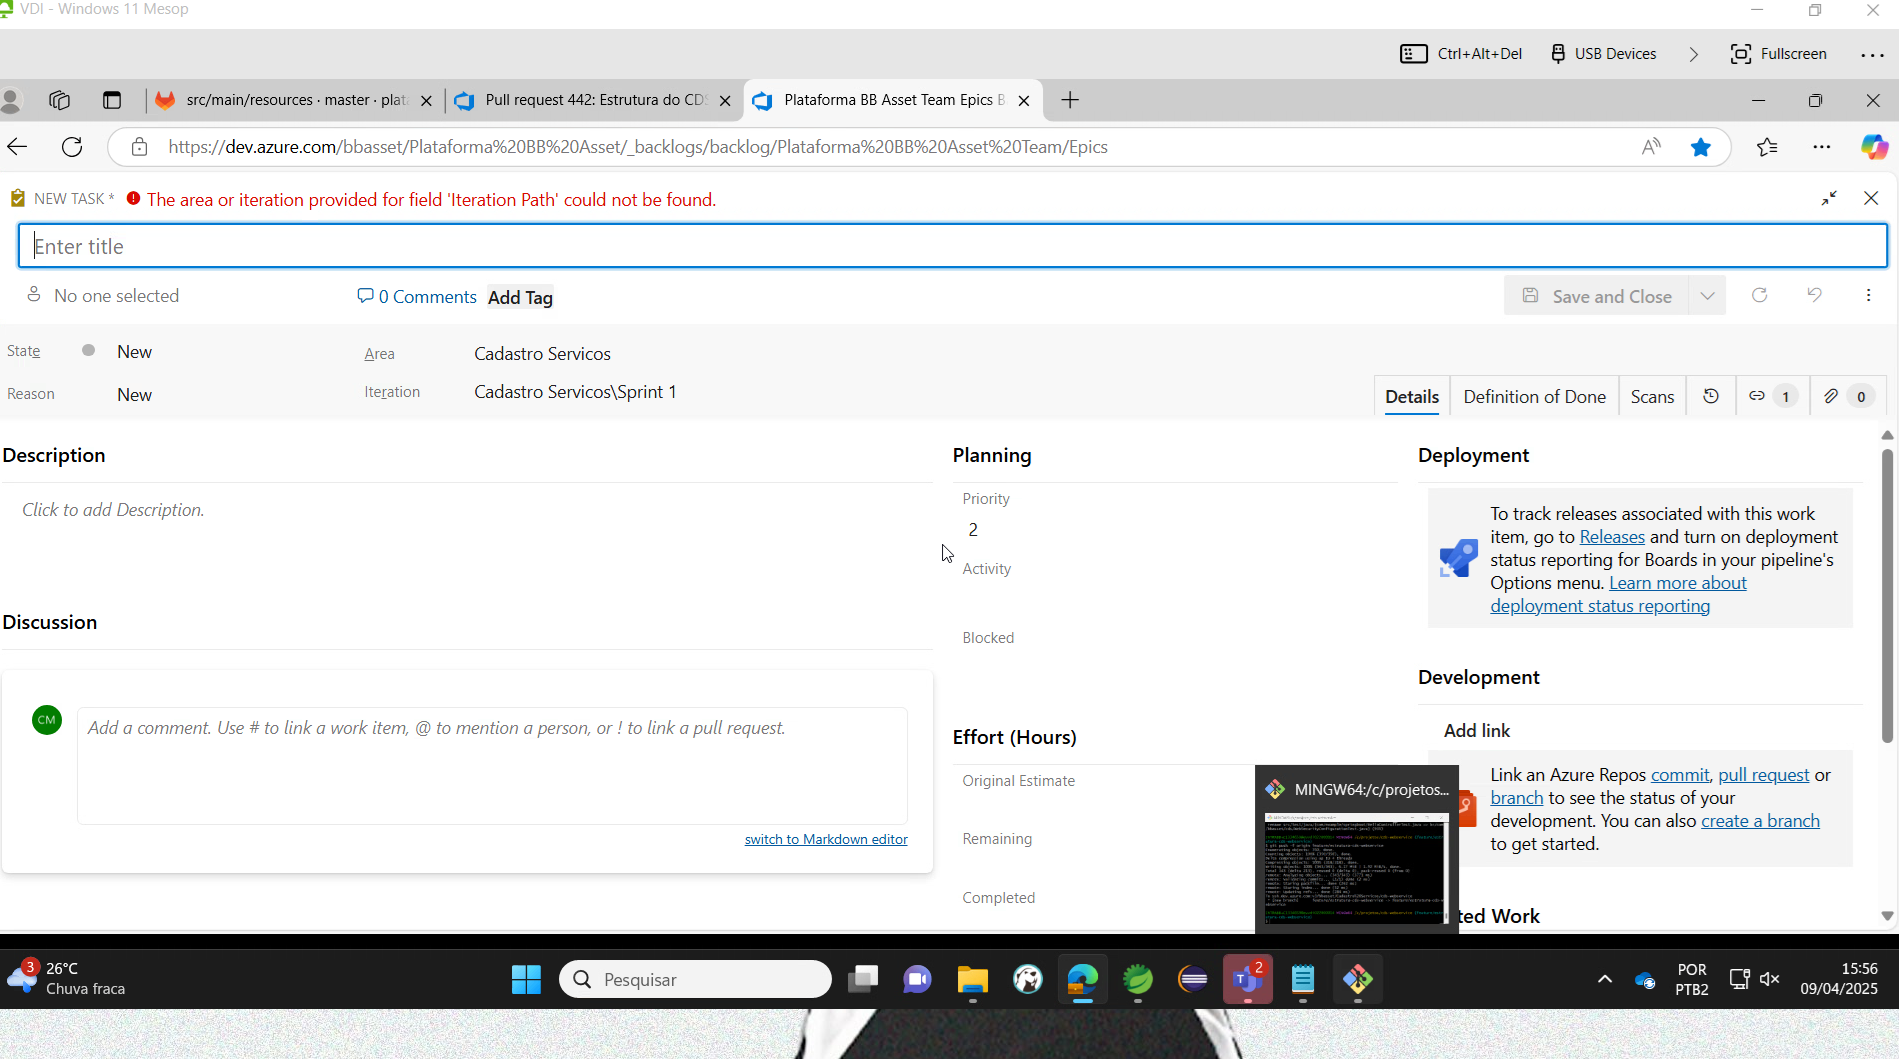 VDI - Windows 11 Mesop
Ctrl+Alt+Del
USB Devices
Fullscreen
src/main/resources · master · plat
Pull request 442: Estrutura do CDS
Plataforma BB Asset Team Epics B
https://dev.azure.com/bbasset/Plataforma%20BB%20Asset/_backlogs/backlog/Plataforma%20BB%20Asset%20Team/Epics
NEW TASK * The area or iteration provided for field 'Iteration Path' could not be found.
Enter title
No one selected
0 Comments
Add Tag
Save and Close
State
New
Area
Cadastro Servicos
Reason
New
Iteration
Cadastro Servicos\Sprint 1
Details
Definition of Done
Scans
1
0
Description
Click to add Description.
Discussion
CM
Add a comment. Use # to link a work item, @ to mention a person, or ! to link a pull request.
switch to Markdown editor
Planning
Priority
2
Activity
Blocked
Effort (Hours)
Original Estimate
Remaining
Completed
Deployment
To track releases associated with this work
item, go to Releases and turn on deployment
status reporting for Boards in your pipeline's
Options menu. Learn more about
deployment status reporting
Development
Add link
Link an Azure Repos commit, pull request or
branch to see the status of your
development. You can also create a branch
to get started.
ted Work
MINGW64:/c/projetos...
3
26°C
Chuva fraca
Pesquisar
2
POR
PTB2
15:56
09/04/2025